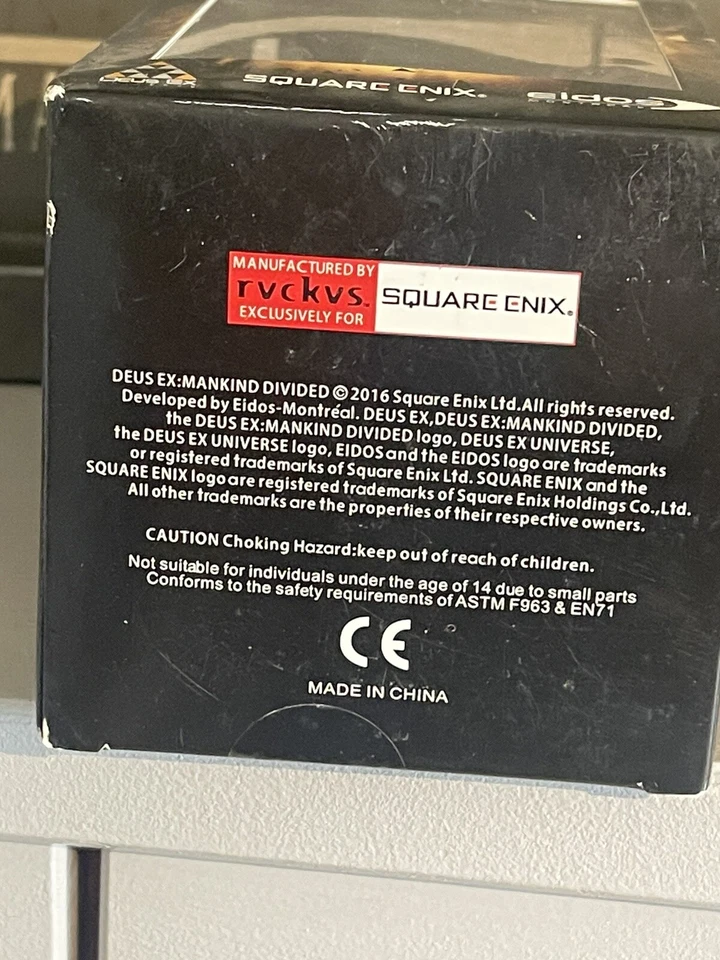 DEUS EX
SQUARE ENIX®
eidos
MANUFACTURED BY
rvckvs™
EXCLUSIVELY FOR
SQUARE ENIX®
DEUS EX:MANKIND DIVIDED ©2016 Square Enix Ltd.All rights reserved.
Developed by Eidos-Montréal. DEUS EX,DEUS EX:MANKIND DIVIDED,
the DEUS EX:MANKIND DIVIDED logo, DEUS EX UNIVERSE,
the DEUS EX UNIVERSE logo, EIDOS and the EIDOS logo are trademarks
or registered trademarks of Square Enix Ltd. SQUARE ENIX and the
SQUARE ENIX logo are registered trademarks of Square Enix Holdings Co.,Ltd.
All other trademarks are the properties of their respective owners.
CAUTION Choking Hazard:keep out of reach of children.
Not suitable for individuals under the age of 14 due to small parts
Conforms to the safety requirements of ASTM F963 & EN71
CE
MADE IN CHINA